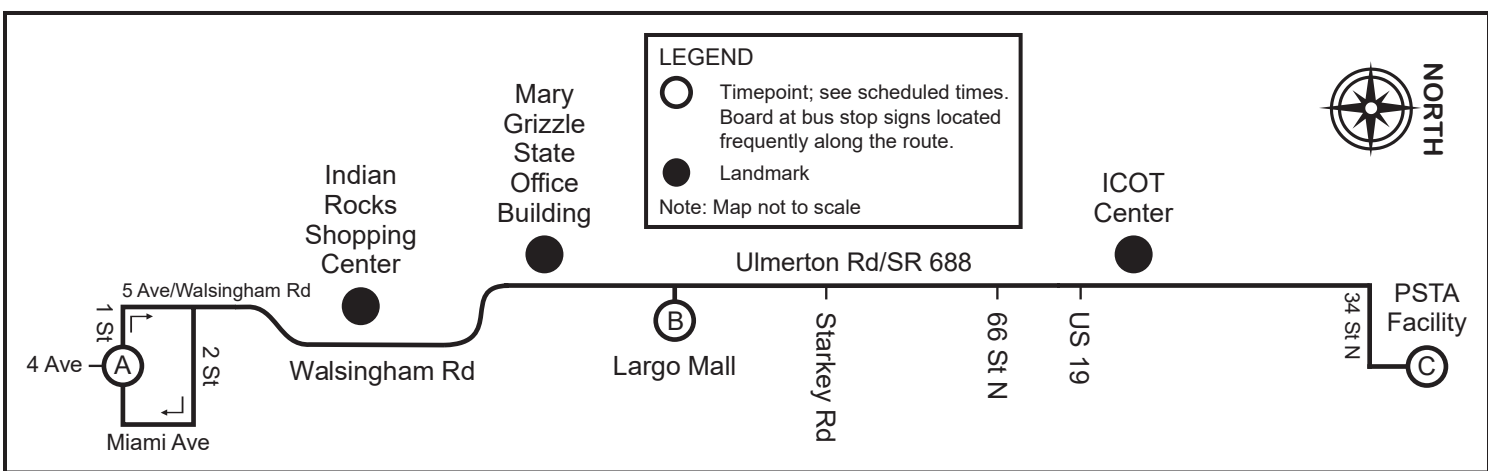 LEGEND
Timepoint; see scheduled times.
Board at bus stop signs located
frequently along the route.
Landmark
Note: Map not to scale
NORTH
Mary
Grizzle
State
Office
Building
Indian
Rocks
Shopping
Center
ICOT
Center
Ulmerton Rd/SR 688
5 Ave/Walsingham Rd
1 St
4 Ave
A
2 St
Miami Ave
Walsingham Rd
B
Largo Mall
Starkey Rd
66 St N
US 19
34 St N
PSTA
Facility
C